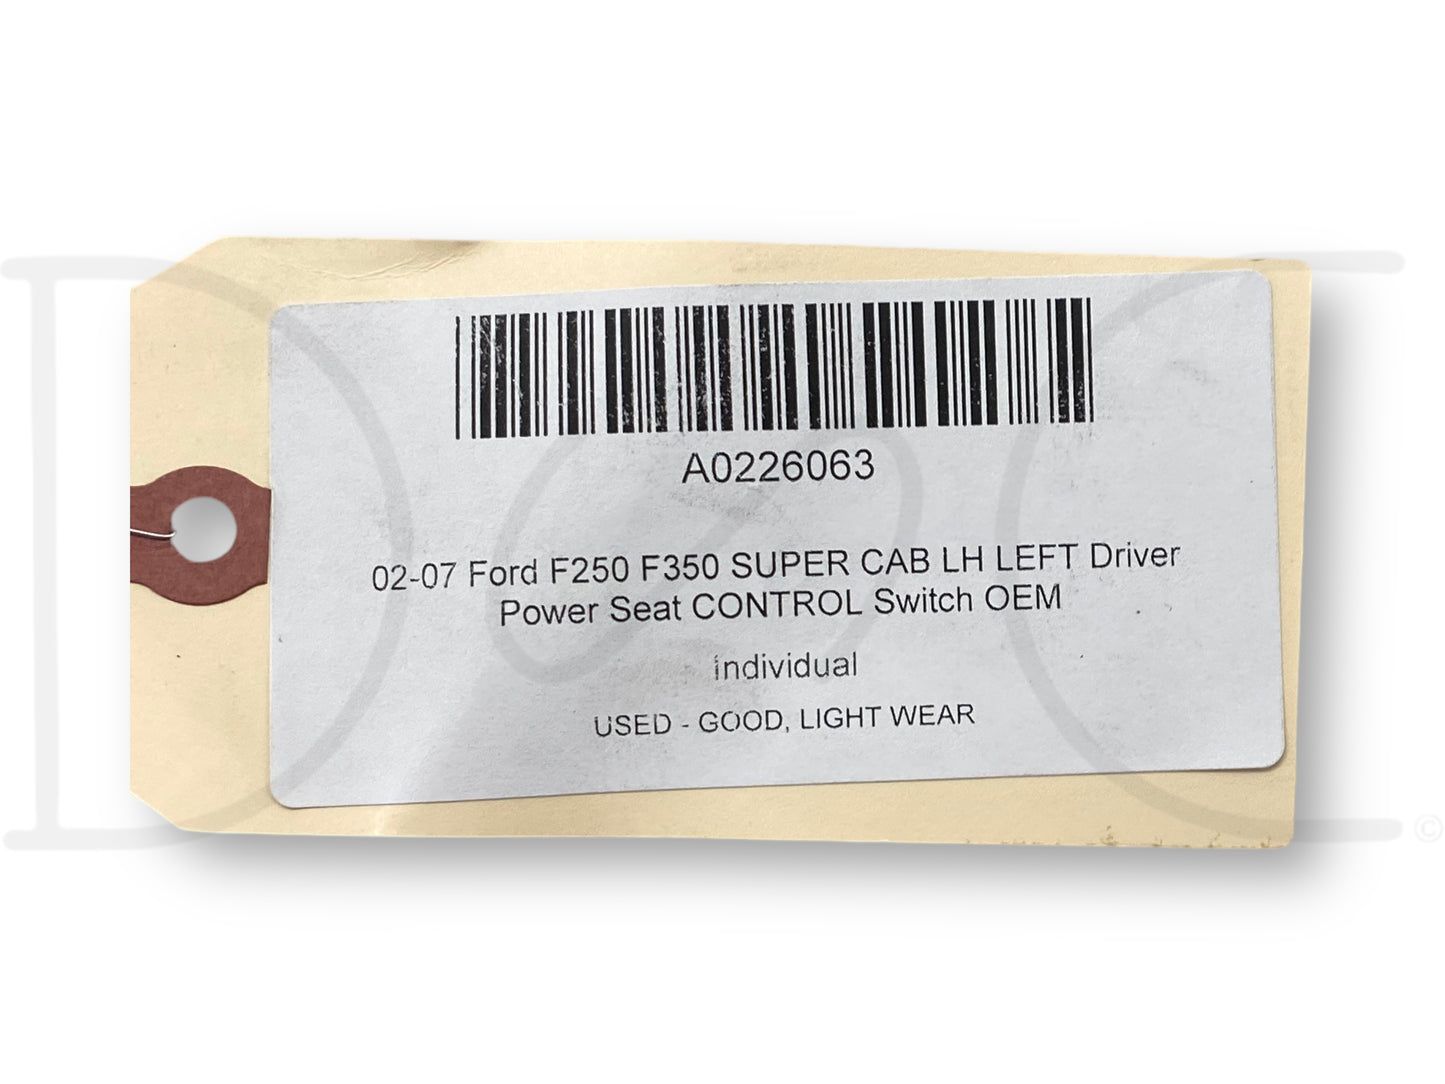 A0226063
02-07 Ford F250 F350 SUPER CAB LH LEFT Driver
Power Seat CONTROL Switch OEM
individual
USED - GOOD, LIGHT WEAR
©